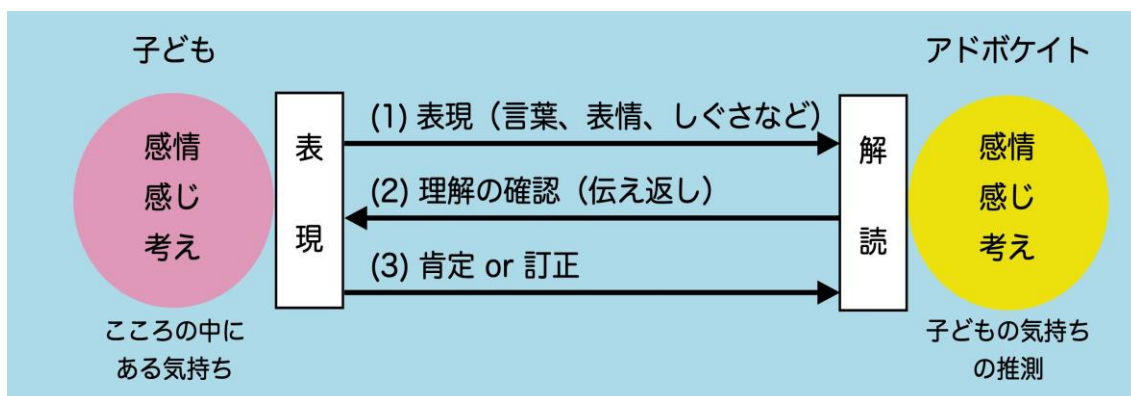 子ども
アドボケイト
感情
感じ
考え
表現
(1) 表現（言葉、表情、しぐさなど）
(2) 理解の確認（伝え返し）
(3) 肯定 or 訂正
解読
感情
感じ
考え
こころの中に
ある気持ち
子どもの気持ち
の推測